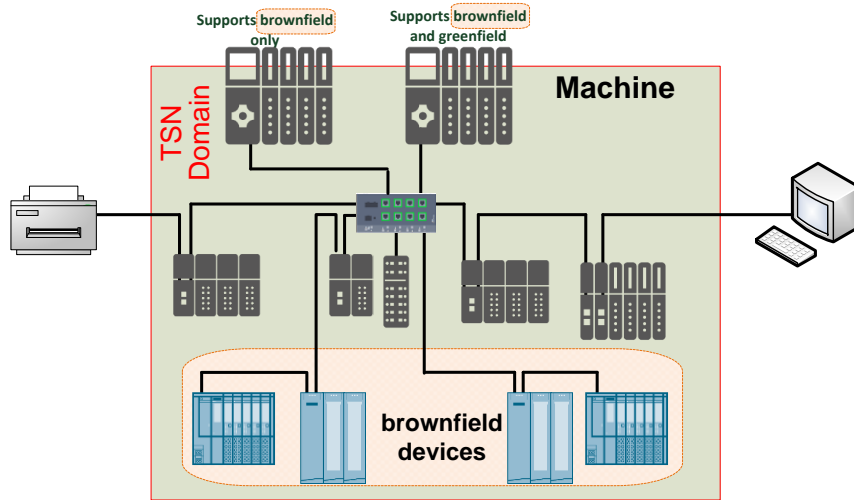 Supports brownfield
only
Supports brownfield
and greenfield
Machine
TSN
Domain
brownfield
devices